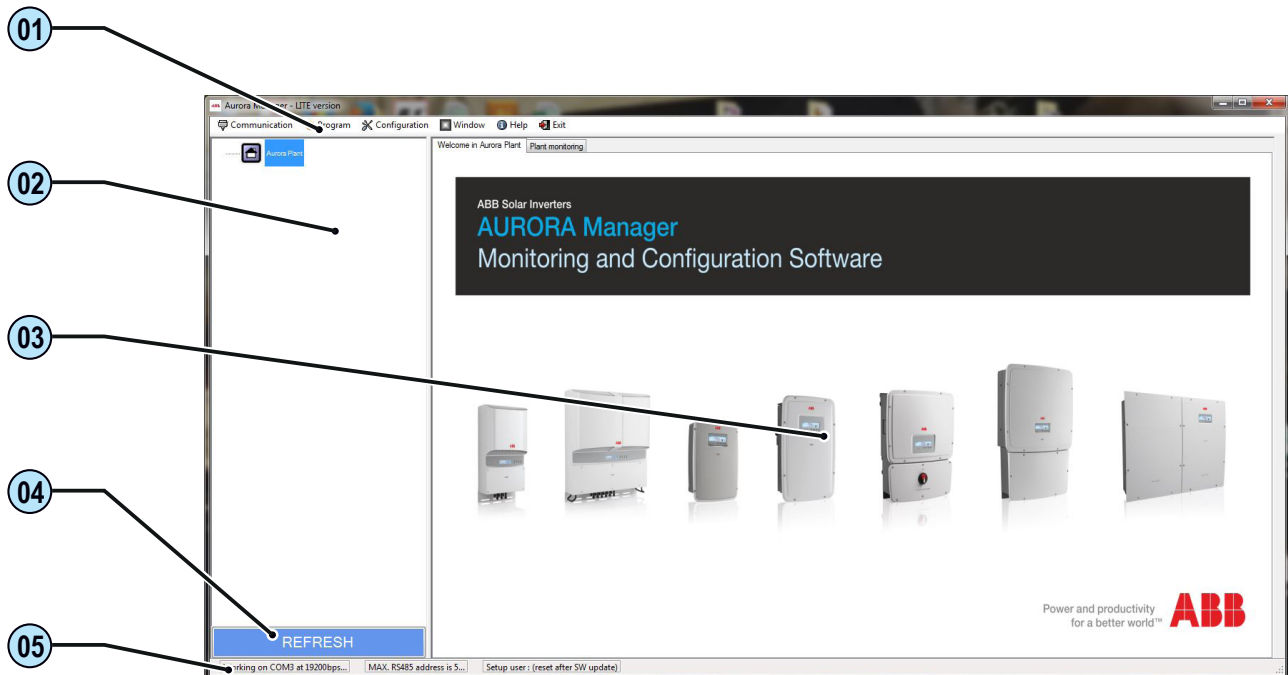 01
Aurora Manager - LITE version
Communication Program Configuration Window Help Exit
02
Aurora Plant
Welcome in Aurora Plant Plant monitoring
ABB Solar Inverters
AURORA Manager
Monitoring and Configuration Software
03
04
Power and productivity
for a better world™
ABB
REFRESH
05
on COM3 at 19200bps... MAX. RS485 address is 5... Setup user : (reset after SW update)